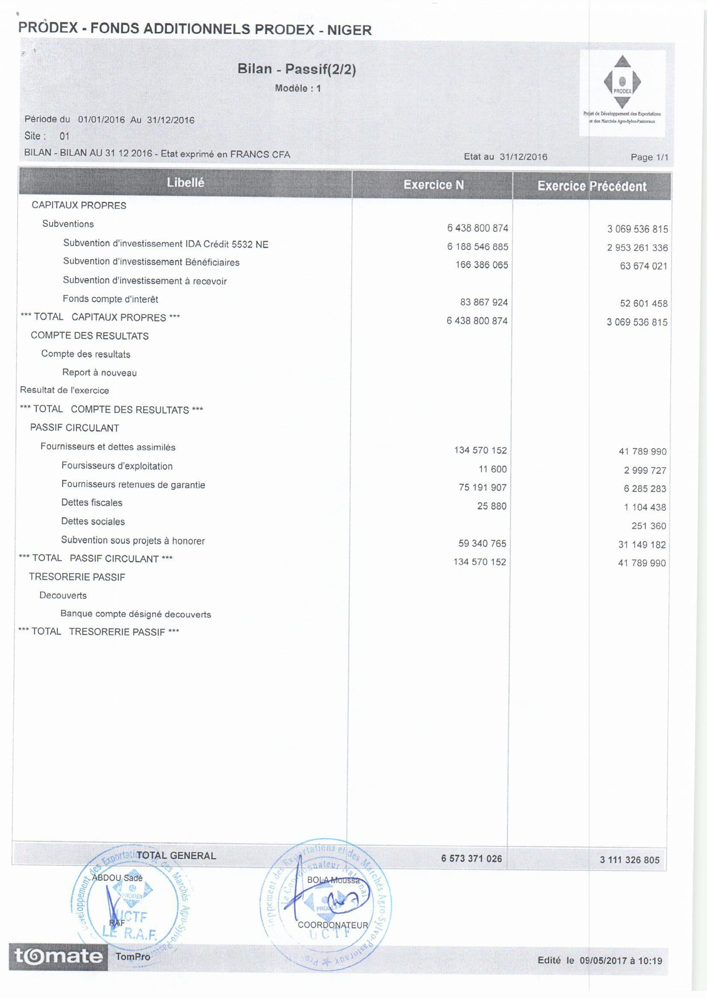 PRODEX - FONDS ADDITIONNELS PRODEX - NIGER
Bilan - Passif(2/2)
Modèle : 1
PRODEX
Projet de Développement des Exportations
et des Marchés Agro-Sylvo-Pastoraux
Période du 01/01/2016 Au 31/12/2016
Site : 01
BILAN - BILAN AU 31 12 2016 - Etat exprimé en FRANCS CFA Etat au 31/12/2016 Page 1/1
Libellé Exercice N Exercice Précédent
CAPITAUX PROPRES
Subventions 6 438 800 874 3 069 536 815
Subvention d'investissement IDA Crédit 5532 NE 6 188 546 885 2 953 261 336
Subvention d'investissement Bénéficiaires 166 386 065 63 674 021
Subvention d'investissement à recevoir
Fonds compte d'interêt 83 867 924 52 601 458
*** TOTAL CAPITAUX PROPRES *** 6 438 800 874 3 069 536 815
COMPTE DES RESULTATS
Compte des resultats
Report à nouveau
Resultat de l'exercice
*** TOTAL COMPTE DES RESULTATS ***
PASSIF CIRCULANT
Fournisseurs et dettes assimilés 134 570 152 41 789 990
Foursisseurs d'exploitation 11 600 2 999 727
Fournisseurs retenues de garantie 75 191 907 6 285 283
Dettes fiscales 25 880 1 104 438
Dettes sociales 251 360
Subvention sous projets à honorer 59 340 765 31 149 182
*** TOTAL PASSIF CIRCULANT *** 134 570 152 41 789 990
TRESORERIE PASSIF
Decouverts
Banque compte désigné decouverts
*** TOTAL TRESORERIE PASSIF ***
TOTAL GENERAL 6 573 371 026 3 111 326 805
ABDOU Sadé BOLA Moussa
PRODEX
UCTF
RAF
LE R.A.F.
Développement des Exportations et des Marchés Agro-Sylvo-Pastoraux
Le Coordonnateur National
PRODEX
COORDONATEUR
UCTF
tomate TomPro Edité le 09/05/2017 à 10:19